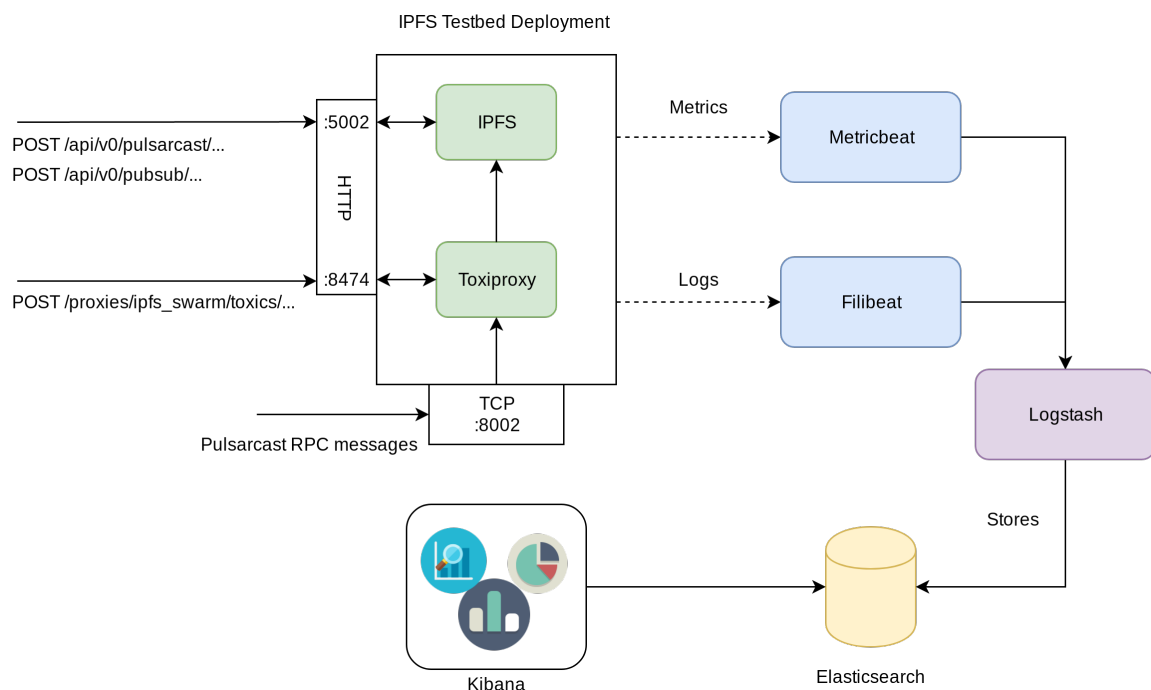 IPFS Testbed Deployment
:5002
IPFS
Metrics
Metricbeat
POST /api/v0/pulsarcast/...
POST /api/v0/pubsub/...
HTTP
:8474
Toxiproxy
Logs
Filibeat
POST /proxies/ipfs_swarm/toxics/...
TCP
:8002
Pulsarcast RPC messages
Logstash
Stores
Kibana
Elasticsearch